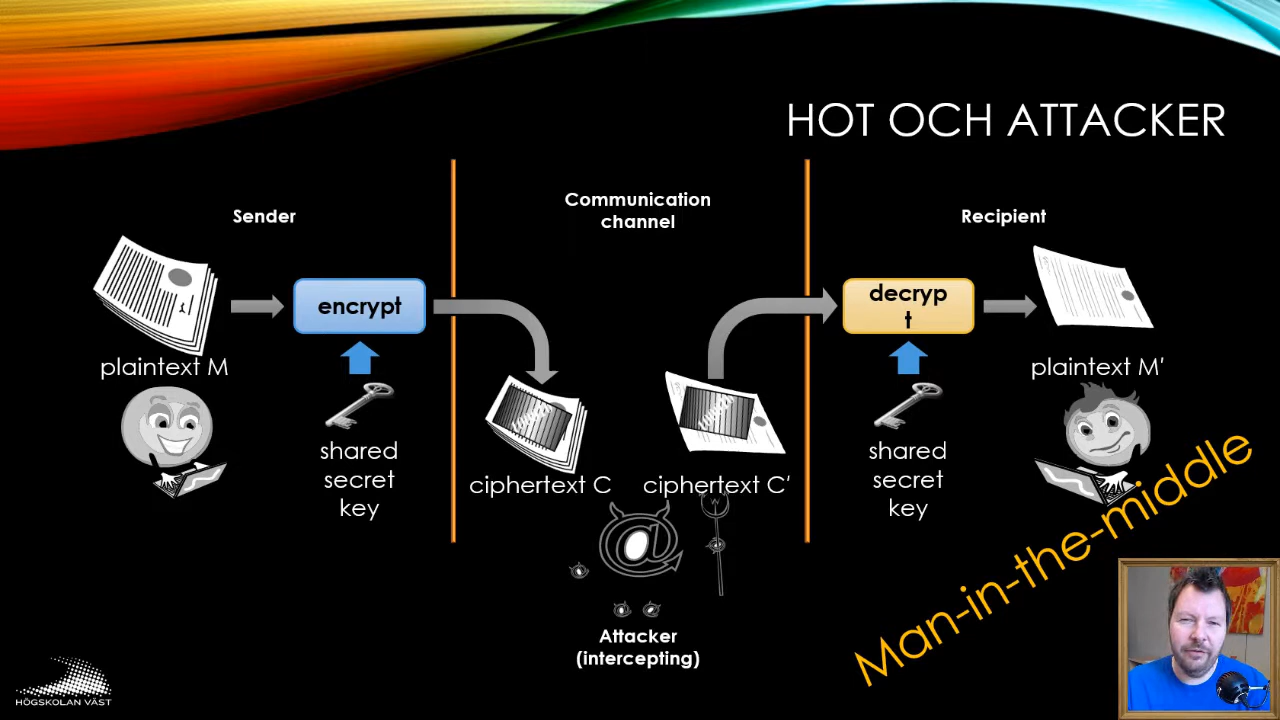 HOT OCH ATTACKER
Sender
Communication
channel
Recipient
encrypt
decryp
t
plaintext M
plaintext M'
shared
secret
key
ciphertext C
ciphertext C'
shared
secret
key
Attacker
(intercepting)
Man-in-the-middle
HÖGSKOLAN VÄST